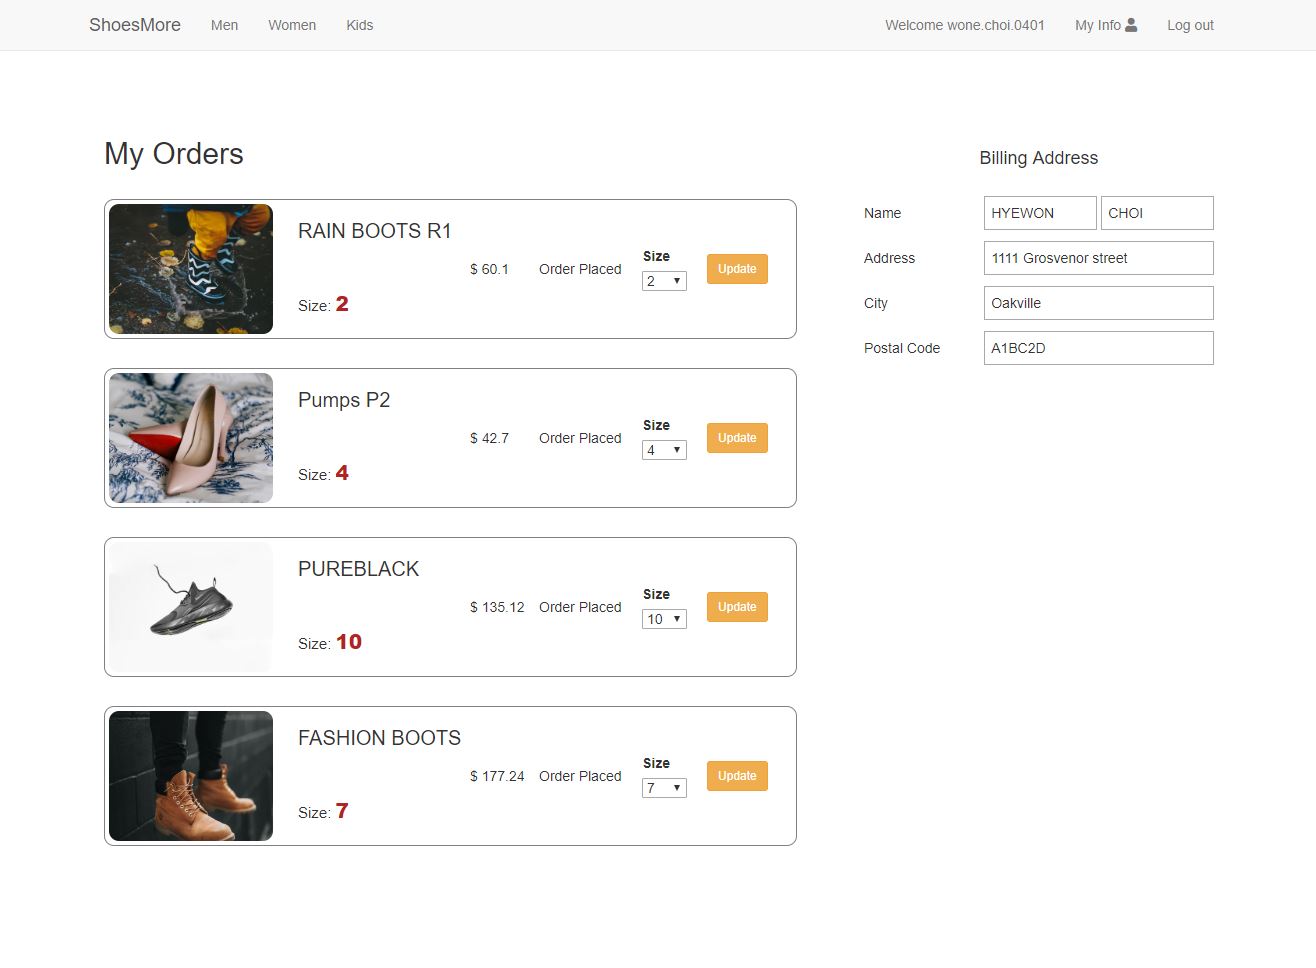 ShoesMore Men Women Kids Welcome wone.choi.0401 My Info Log out
My Orders
RAIN BOOTS R1
$ 60.1 Order Placed Size 2 Update
Size: 2
Pumps P2
$ 42.7 Order Placed Size 4 Update
Size: 4
PUREBLACK
$ 135.12 Order Placed Size 10 Update
Size: 10
FASHION BOOTS
$ 177.24 Order Placed Size 7 Update
Size: 7
Billing Address
Name HYEWON CHOI
Address 1111 Grosvenor street
City Oakville
Postal Code A1BC2D